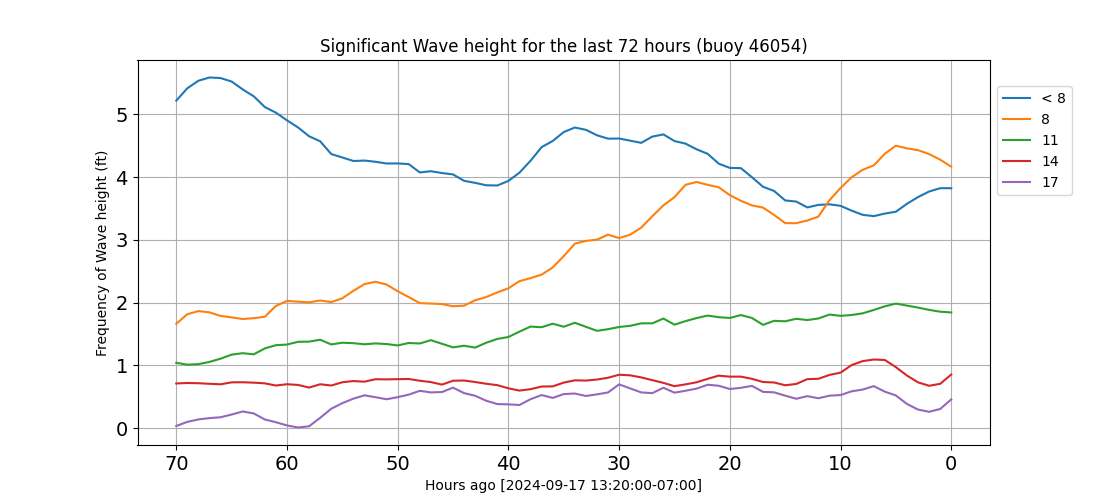 Significant Wave height for the last 72 hours (buoy 46054)
Frequency of Wave height (ft)
5
4
3
2
1
0
70 60 50 40 30 20 10 0
Hours ago [2024-09-17 13:20:00-07:00]
< 8
8
11
14
17